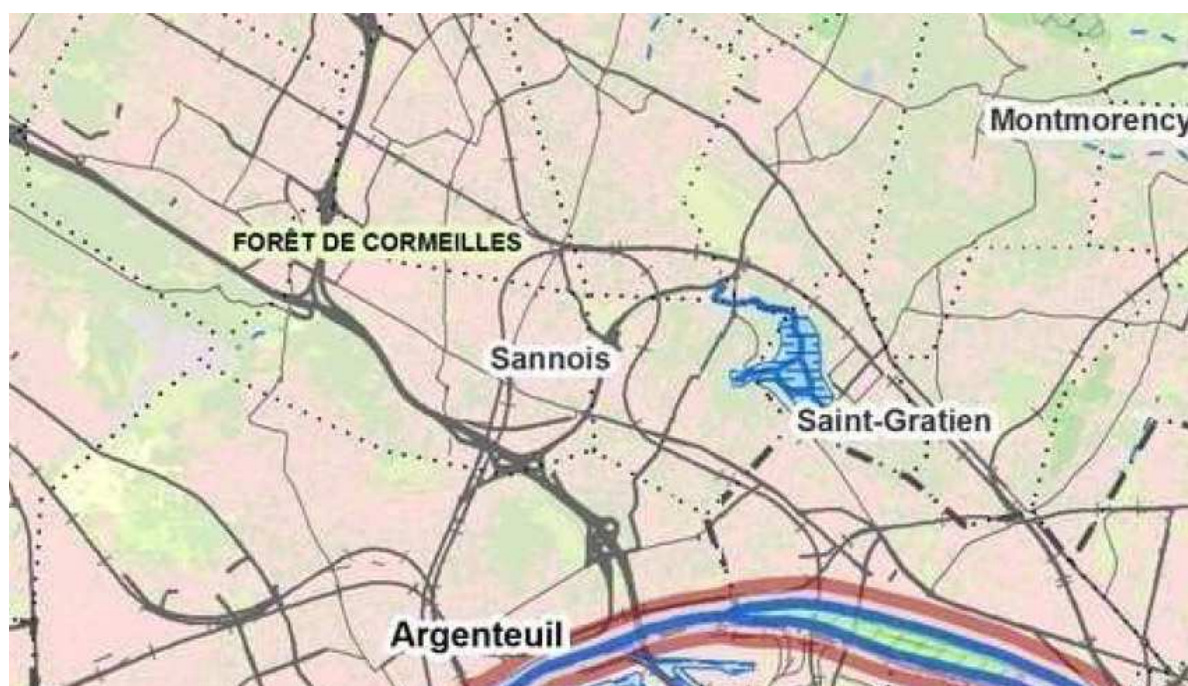 Montmorency
FORÊT DE CORMEILLES
Sannois
Saint-Gratien
Argenteuil